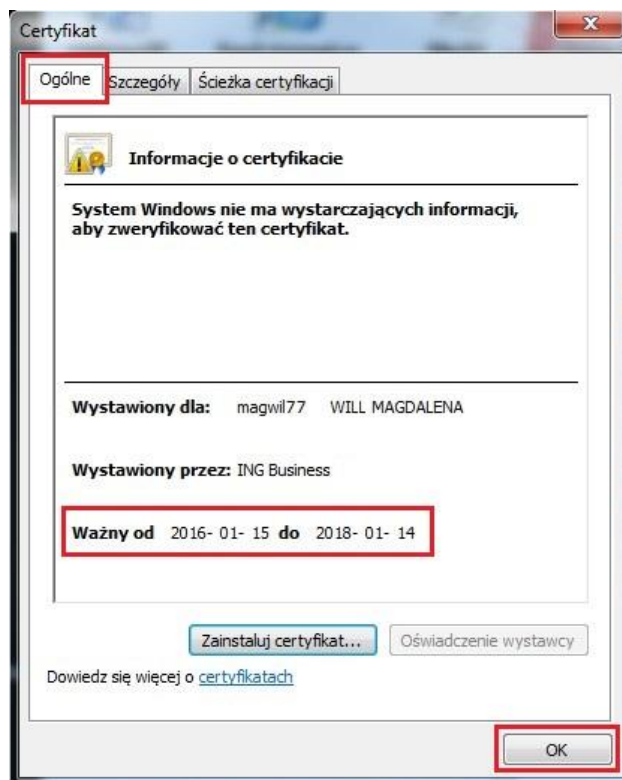 Certyfikat
Ogólne Szczegóły Ścieżka certyfikacji
Informacje o certyfikacie
System Windows nie ma wystarczających informacji,
aby zweryfikować ten certyfikat.
Wystawiony dla: magwil77 WILL MAGDALENA
Wystawiony przez: ING Business
Ważny od 2016- 01- 15 do 2018- 01- 14
Zainstaluj certyfikat... Oświadczenie wystawcy
Dowiedz się więcej o certyfikatach
OK